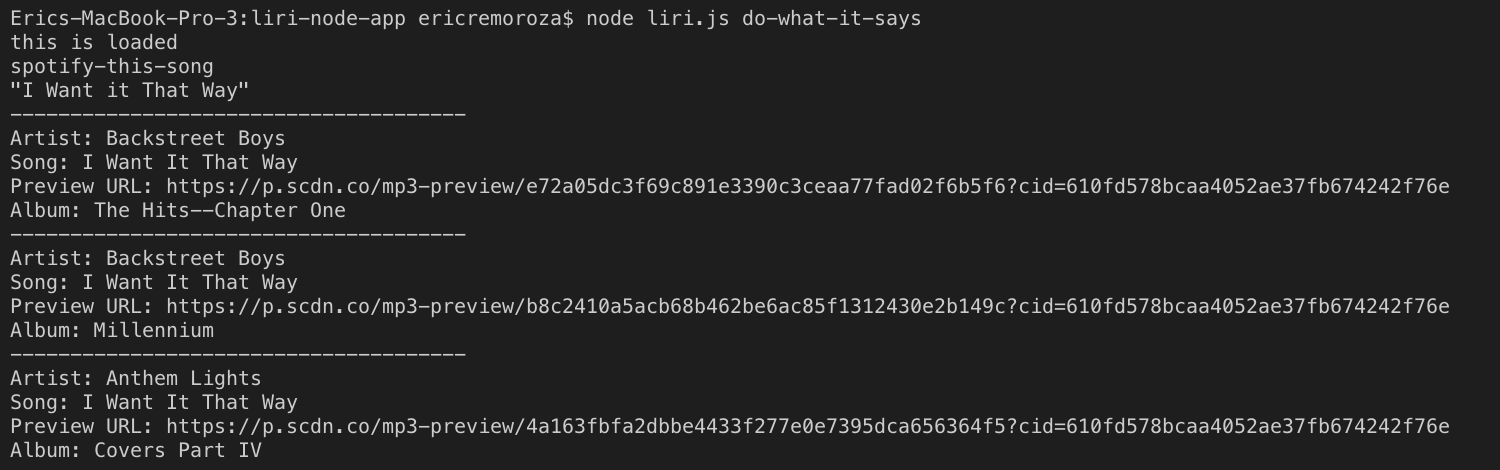 Erics-MacBook-Pro-3:liri-node-app ericremoroza$ node liri.js do-what-it-says
this is loaded
spotify-this-song
"I Want it That Way"
--------------------------------------
Artist: Backstreet Boys
Song: I Want It That Way
Preview URL: https://p.scdn.co/mp3-preview/e72a05dc3f69c891e3390c3ceaa77fad02f6b5f6?cid=610fd578bcaa4052ae37fb674242f76e
Album: The Hits--Chapter One
--------------------------------------
Artist: Backstreet Boys
Song: I Want It That Way
Preview URL: https://p.scdn.co/mp3-preview/b8c2410a5acb68b462be6ac85f1312430e2b149c?cid=610fd578bcaa4052ae37fb674242f76e
Album: Millennium
--------------------------------------
Artist: Anthem Lights
Song: I Want It That Way
Preview URL: https://p.scdn.co/mp3-preview/4a163fbfa2dbbe4433f277e0e7395dca656364f5?cid=610fd578bcaa4052ae37fb674242f76e
Album: Covers Part IV